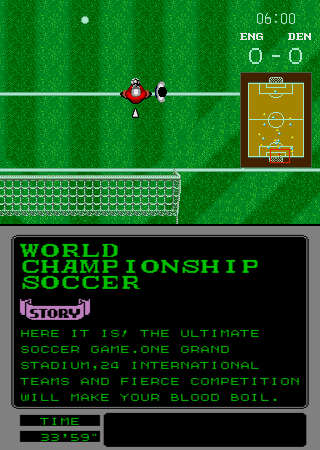 06:00
ENG DEN
0 - 0
WORLD
CHAMPIONSHIP
SOCCER
STORY
HERE IT IS! THE ULTIMATE
SOCCER GAME.ONE GRAND
STADIUM,24 INTERNATIONAL
TEAMS AND FIERCE COMPETITION
WILL MAKE YOUR BLOOD BOIL.
TIME
33'59"